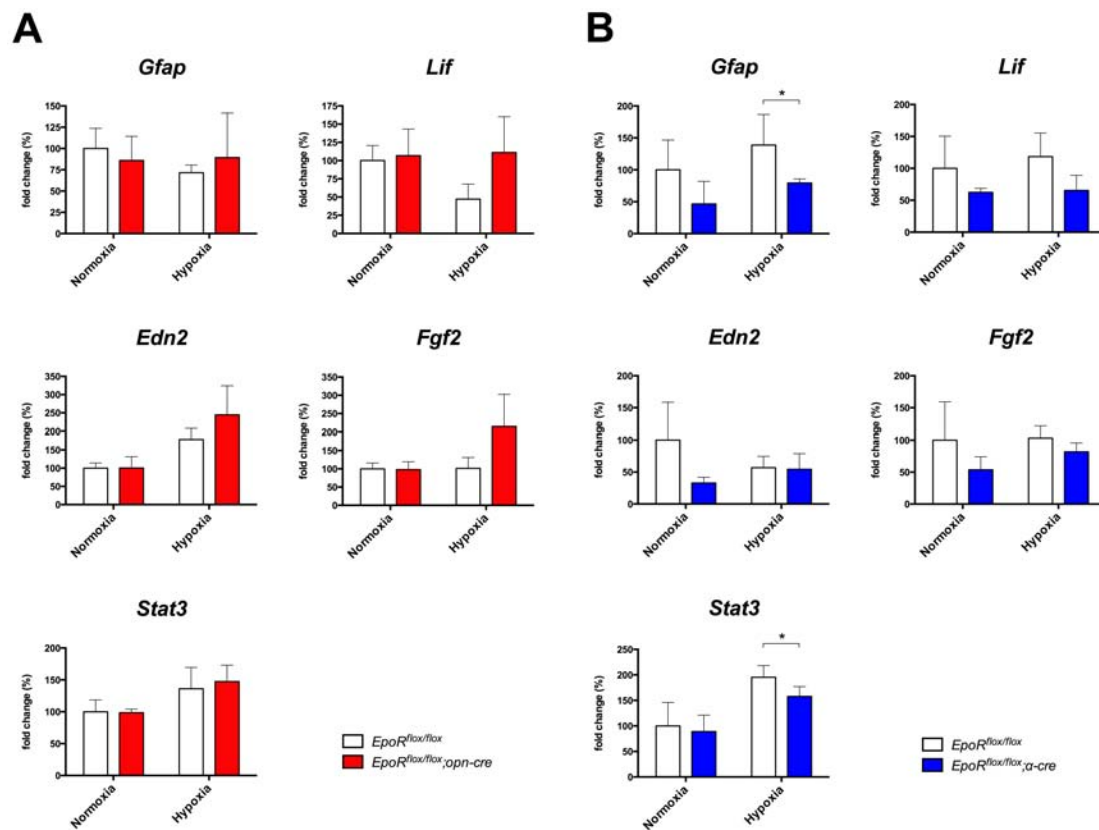 A
B
Gfap
fold change (%)
150
125
100
75
50
25
0
Normoxia
Hypoxia
Lif
fold change (%)
175
150
125
100
75
50
25
0
Normoxia
Hypoxia
Gfap
fold change (%)
200
150
100
50
0
*
Normoxia
Hypoxia
Lif
fold change (%)
200
150
100
50
0
Normoxia
Hypoxia
Edn2
fold change (%)
350
300
250
200
150
100
50
0
Normoxia
Hypoxia
Fgf2
fold change (%)
350
300
250
200
150
100
50
0
Normoxia
Hypoxia
Edn2
fold change (%)
200
150
100
50
0
Normoxia
Hypoxia
Fgf2
fold change (%)
200
150
100
50
0
Normoxia
Hypoxia
Stat3
fold change (%)
200
150
100
50
0
Normoxia
Hypoxia
EpoRflox/flox
EpoRflox/flox;opn-cre
Stat3
fold change (%)
250
200
150
100
50
0
*
Normoxia
Hypoxia
EpoRflox/flox
EpoRflox/flox;α-cre